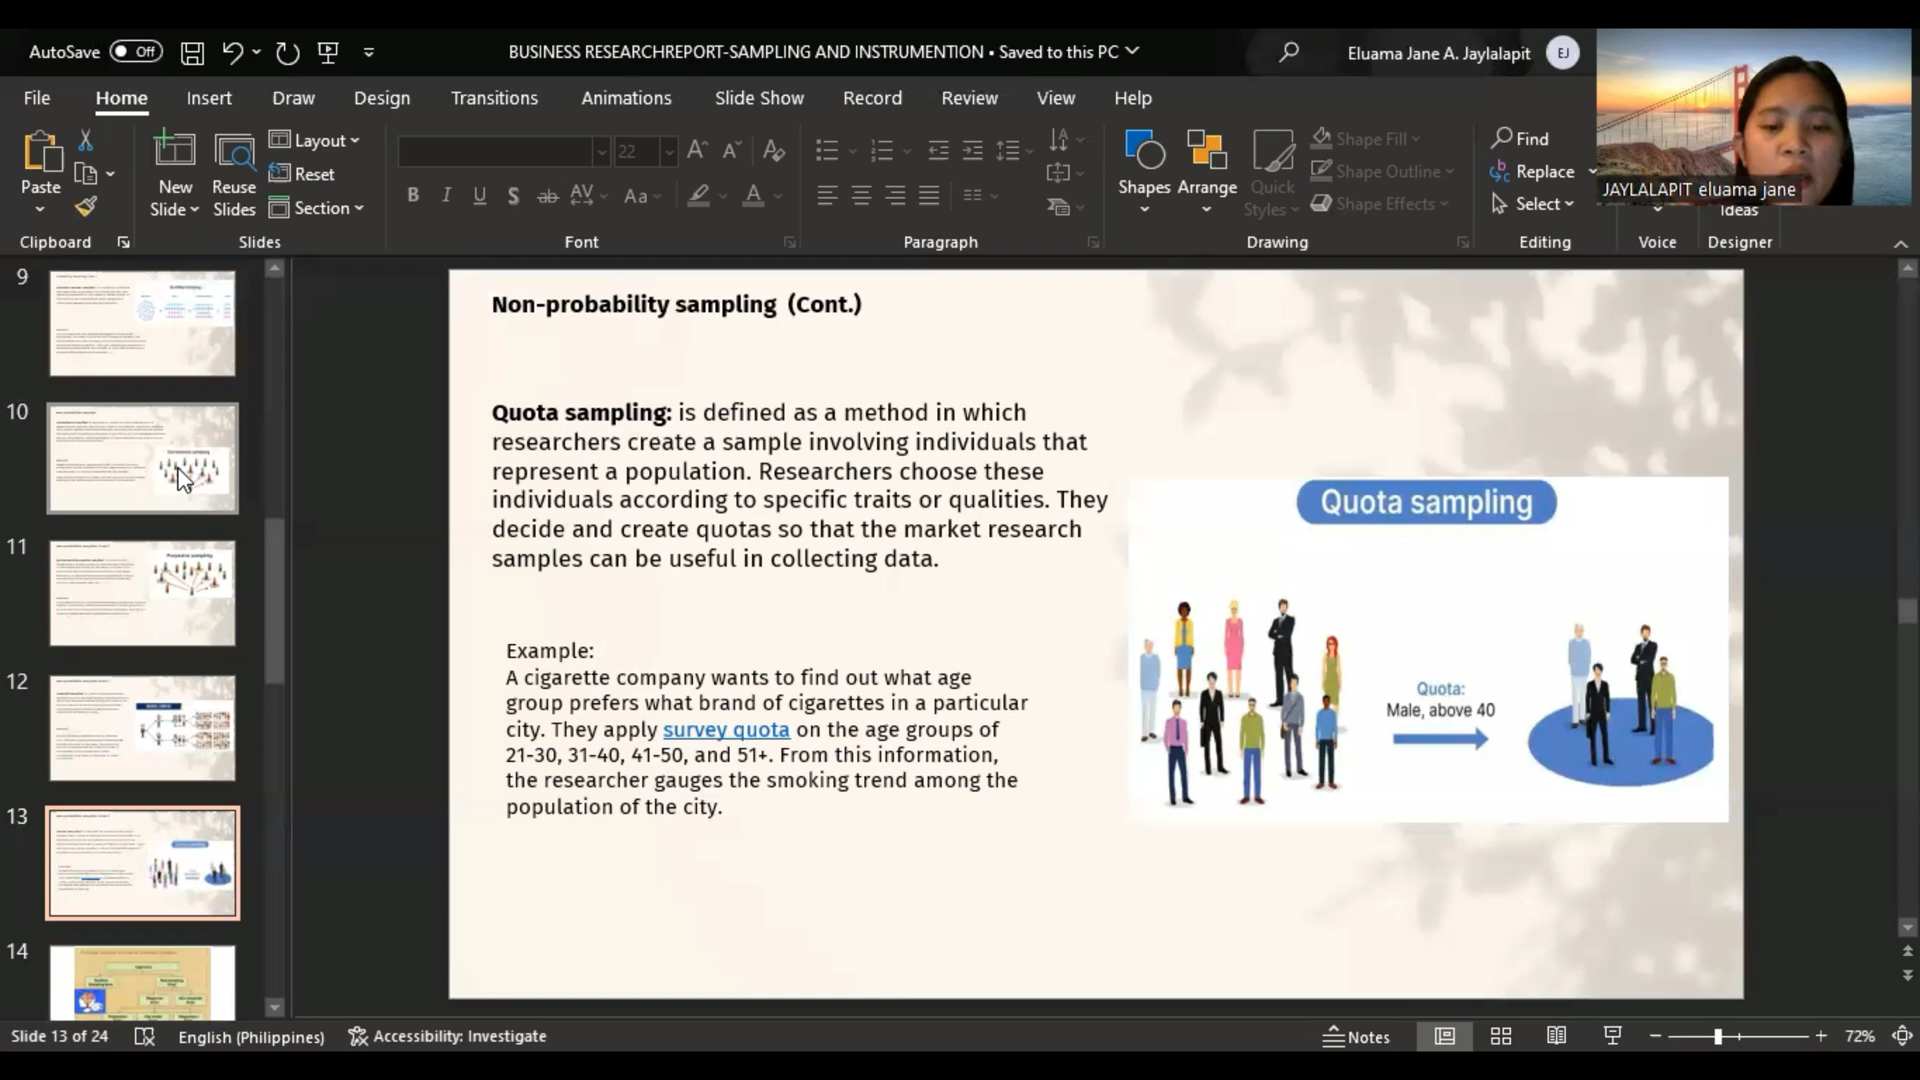 AutoSave Off
BUSINESS RESEARCHREPORT-SAMPLING AND INSTRUMENTION • Saved to this PC
Eluama Jane A. Jaylalapit EJ
File Home Insert Draw Design Transitions Animations Slide Show Record Review View Help
Paste
Clipboard
New
Slide
Reuse
Slides
Layout
Reset
Section
Slides
22
B I U S ab AV Aa A
Font
Paragraph
Shapes
Arrange
Quick
Styles
Shape Fill
Shape Outline
Shape Effects
Drawing
Find
Replace
Select
Editing
Voice
Ideas
Designer
JAYLALAPIT eluama jane
9
10
11
12
13
14
Non-probability sampling (Cont.)
Quota sampling: is defined as a method in which
researchers create a sample involving individuals that
represent a population. Researchers choose these
individuals according to specific traits or qualities. They
decide and create quotas so that the market research
samples can be useful in collecting data.
Example:
A cigarette company wants to find out what age
group prefers what brand of cigarettes in a particular
city. They apply survey quota on the age groups of
21-30, 31-40, 41-50, and 51+. From this information,
the researcher gauges the smoking trend among the
population of the city.
Quota sampling
Quota:
Male, above 40
Slide 13 of 24
English (Philippines)
Accessibility: Investigate
Notes
72%